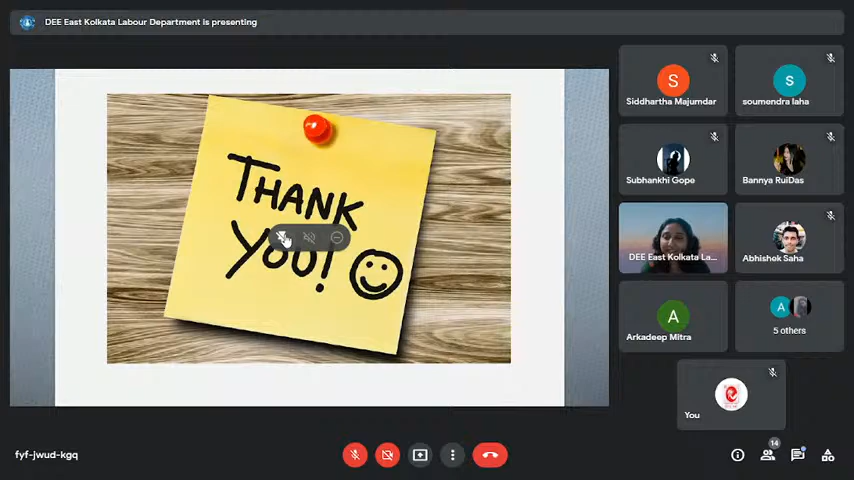 DEE East Kolkata Labour Department is presenting
THANK
YOU!
S
Siddhartha Majumdar
s
soumendra laha
Subhankhi Gope
Bannya RuiDas
DEE East Kolkata La...
Abhishek Saha
A
Arkadeep Mitra
A
5 others
You
fyf-jwud-kgq
14